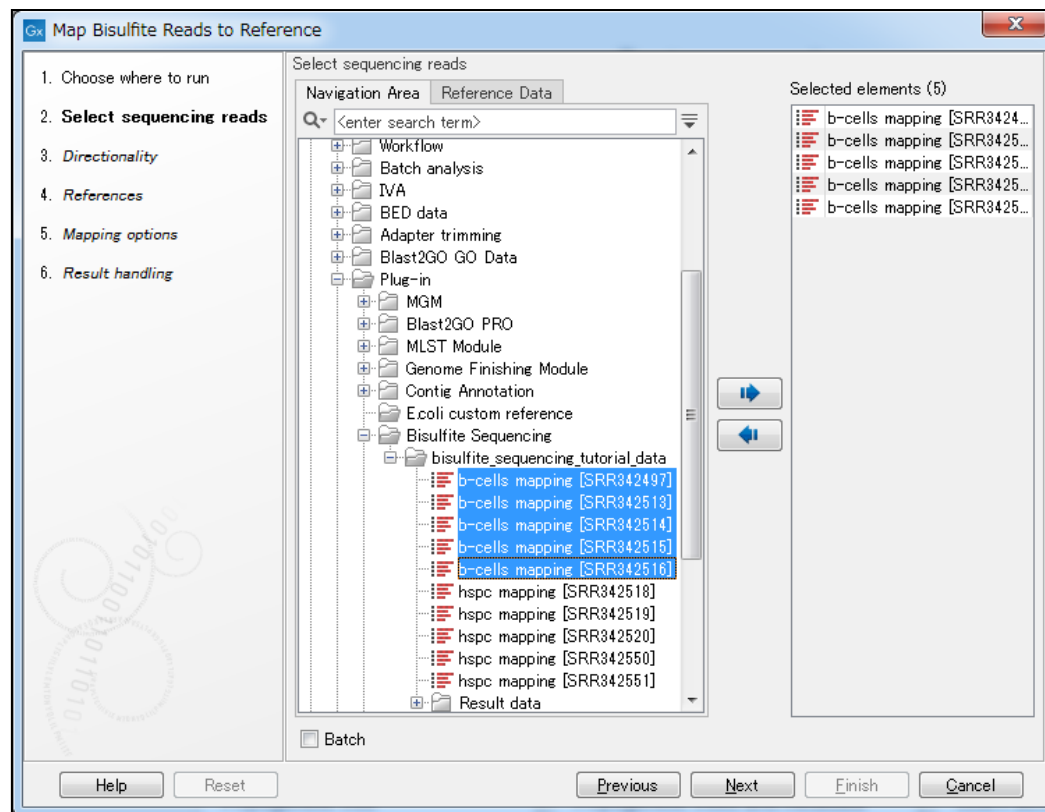 Gx Map Bisulfite Reads to Reference
1. Choose where to run
2. Select sequencing reads
3. Directionality
4. References
5. Mapping options
6. Result handling
Select sequencing reads
Navigation Area Reference Data
<enter search term>
Workflow
Batch analysis
IVA
BED data
Adapter trimming
Blast2GO GO Data
Plug-in
MGM
Blast2GO PRO
MLST Module
Genome Finishing Module
Contig Annotation
E.coli custom reference
Bisulfite Sequencing
bisulfite_sequencing_tutorial_data
b-cells mapping [SRR342497]
b-cells mapping [SRR342513]
b-cells mapping [SRR342514]
b-cells mapping [SRR342515]
b-cells mapping [SRR342516]
hspc mapping [SRR342518]
hspc mapping [SRR342519]
hspc mapping [SRR342520]
hspc mapping [SRR342550]
hspc mapping [SRR342551]
Result data
Batch
Selected elements (5)
b-cells mapping [SRR3424...
b-cells mapping [SRR3425...
b-cells mapping [SRR3425...
b-cells mapping [SRR3425...
b-cells mapping [SRR3425...
Help Reset Previous Next Finish Cancel